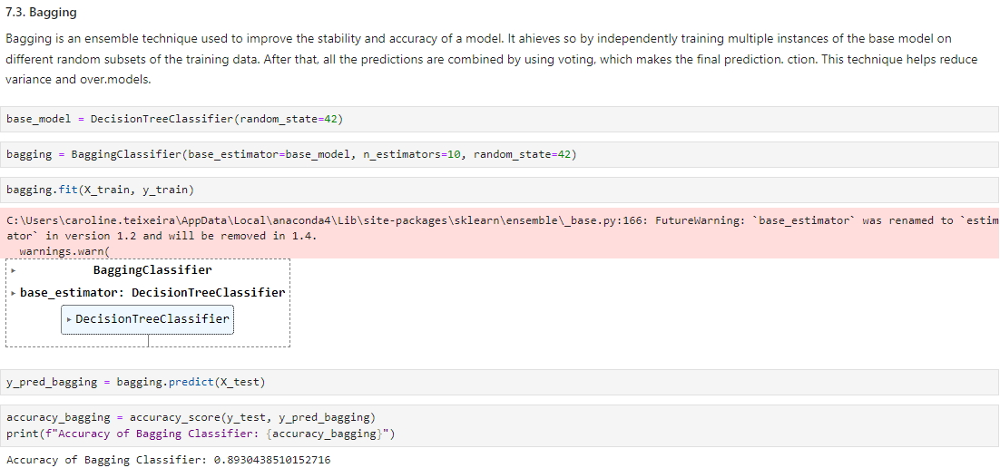 7.3. Bagging
Bagging is an ensemble technique used to improve the stability and accuracy of a model. It ahieves so by independently training multiple instances of the base model on
different random subsets of the training data. After that, all the predictions are combined by using voting, which makes the final prediction. ction. This technique helps reduce
variance and over.models.
base_model = DecisionTreeClassifier(random_state=42)
bagging = BaggingClassifier(base_estimator=base_model, n_estimators=10, random_state=42)
bagging.fit(X_train, y_train)
C:\Users\caroline.teixeira\AppData\Local\anaconda4\Lib\site-packages\sklearn\ensemble\_base.py:166: FutureWarning: `base_estimator` was renamed to `estim
ator` in version 1.2 and will be removed in 1.4.
  warnings.warn(
▸ BaggingClassifier
▸ base_estimator: DecisionTreeClassifier
▸ DecisionTreeClassifier
y_pred_bagging = bagging.predict(X_test)
accuracy_bagging = accuracy_score(y_test, y_pred_bagging)
print(f"Accuracy of Bagging Classifier: {accuracy_bagging}")
Accuracy of Bagging Classifier: 0.8930438510152716